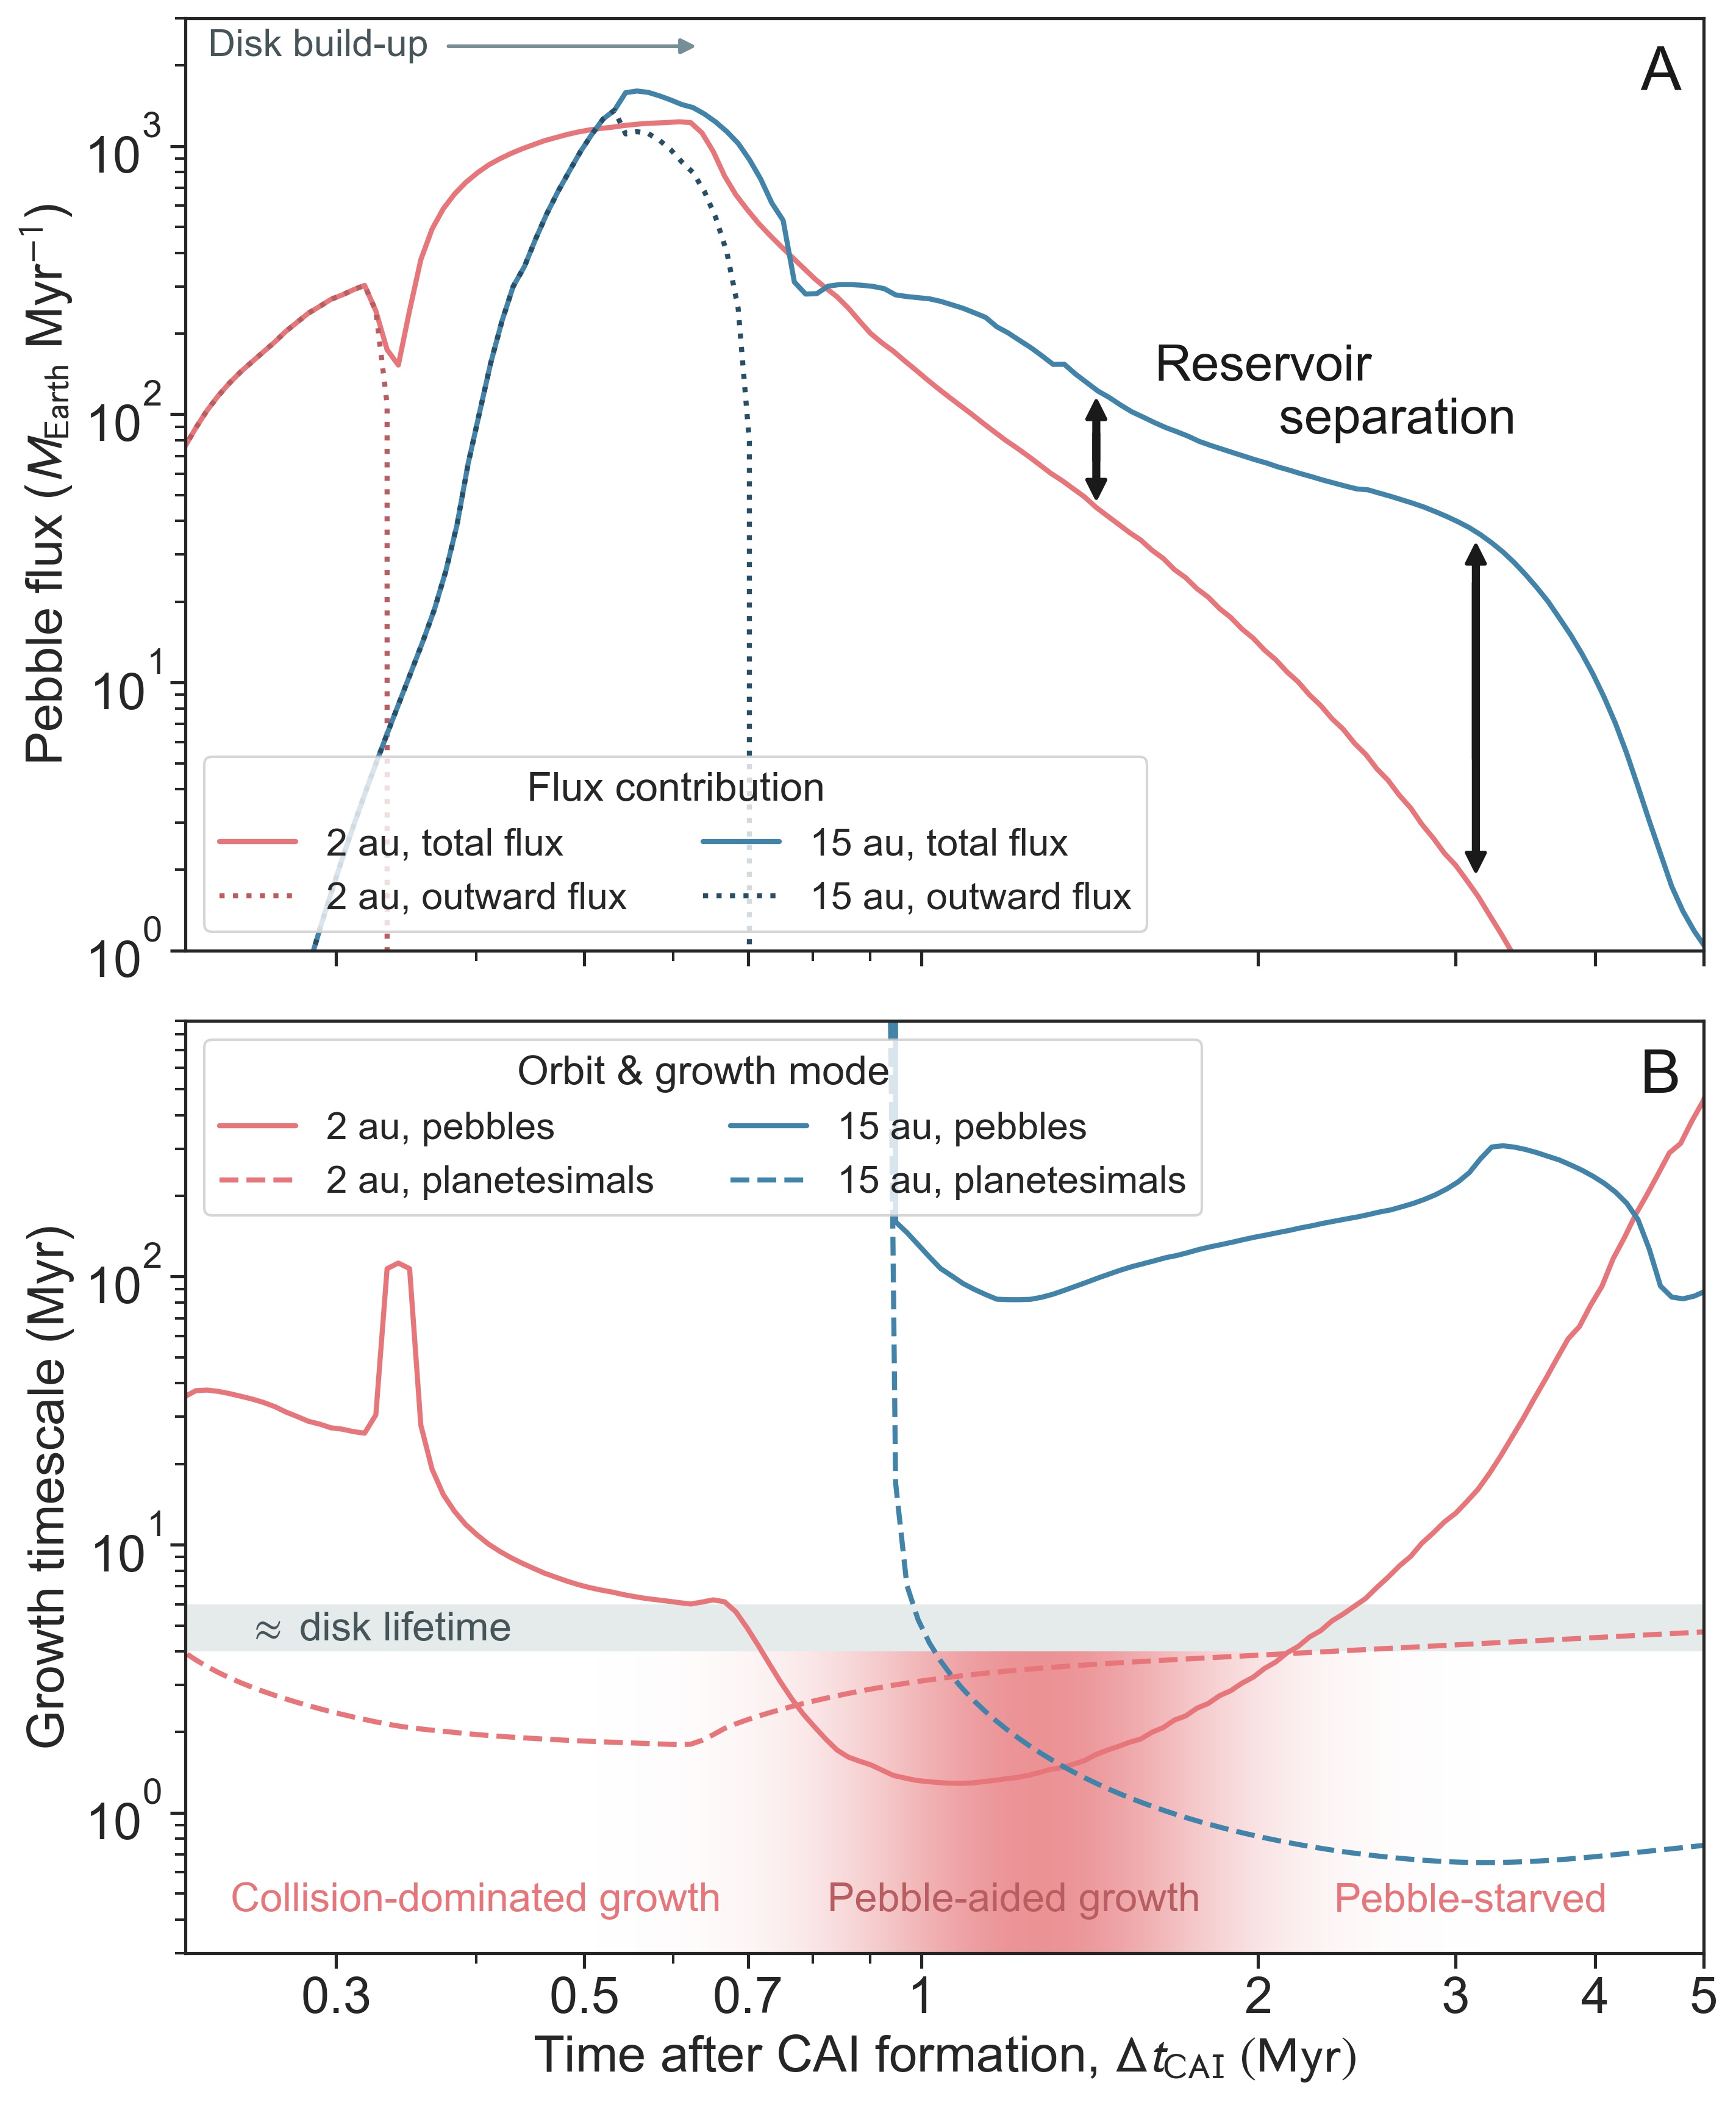 Disk build-up
A
10^3
10^2
10^1
10^0
Pebble flux (M_Earth Myr^−1)
Reservoir
separation
Flux contribution
2 au, total flux
15 au, total flux
2 au, outward flux
15 au, outward flux
B
Orbit & growth mode
2 au, pebbles
15 au, pebbles
2 au, planetesimals
15 au, planetesimals
10^2
10^1
10^0
Growth timescale (Myr)
≈ disk lifetime
Collision-dominated growth
Pebble-aided growth
Pebble-starved
0.3 0.5 0.7 1 2 3 4 5
Time after CAI formation, Δt_CAI (Myr)